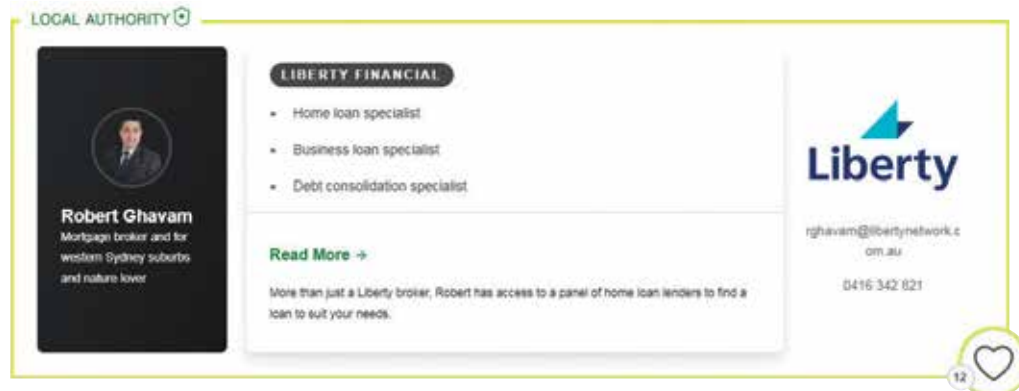 LOCAL AUTHORITY
Robert Ghavam
Mortgage broker and for
western Sydney suburbs
and nature lover
LIBERTY FINANCIAL
Home loan specialist
Business loan specialist
Debt consolidation specialist
Read More →
More than just a Liberty broker, Robert has access to a panel of home loan lenders to find a
loan to suit your needs.
Liberty
rghavam@libertynetwork.c
om.au
0416 342 821
12